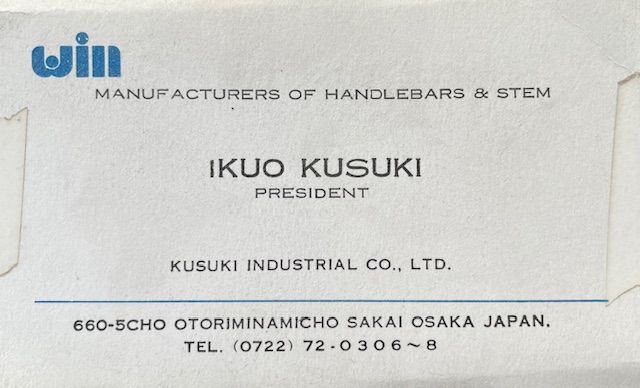 win
MANUFACTURERS OF HANDLEBARS & STEM
IKUO KUSUKI
PRESIDENT
KUSUKI INDUSTRIAL CO., LTD.
660-5CHO OTORIMINAMICHO SAKAI OSAKA JAPAN.
TEL. (0722) 72-0306～8